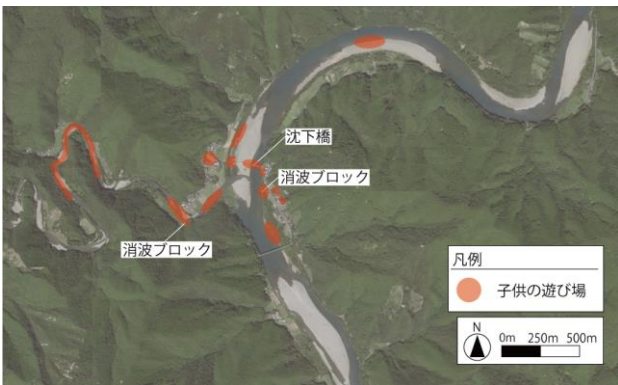 沈下橋
消波ブロック
消波ブロック
凡例
子供の遊び場
N
0m 250m 500m